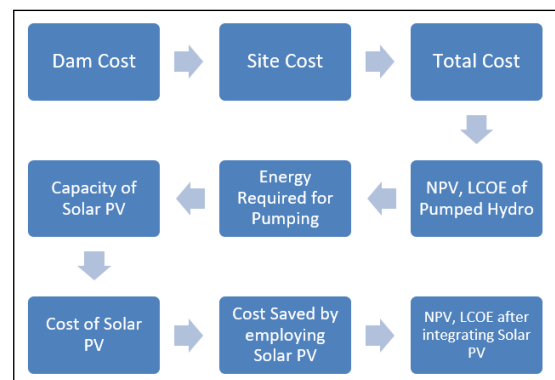 Dam Cost
Site Cost
Total Cost
NPV, LCOE of
Pumped Hydro
Energy
Required for
Pumping
Capacity of
Solar PV
Cost of Solar
PV
Cost Saved by
employing
Solar PV
NPV, LCOE after
integrating Solar
PV